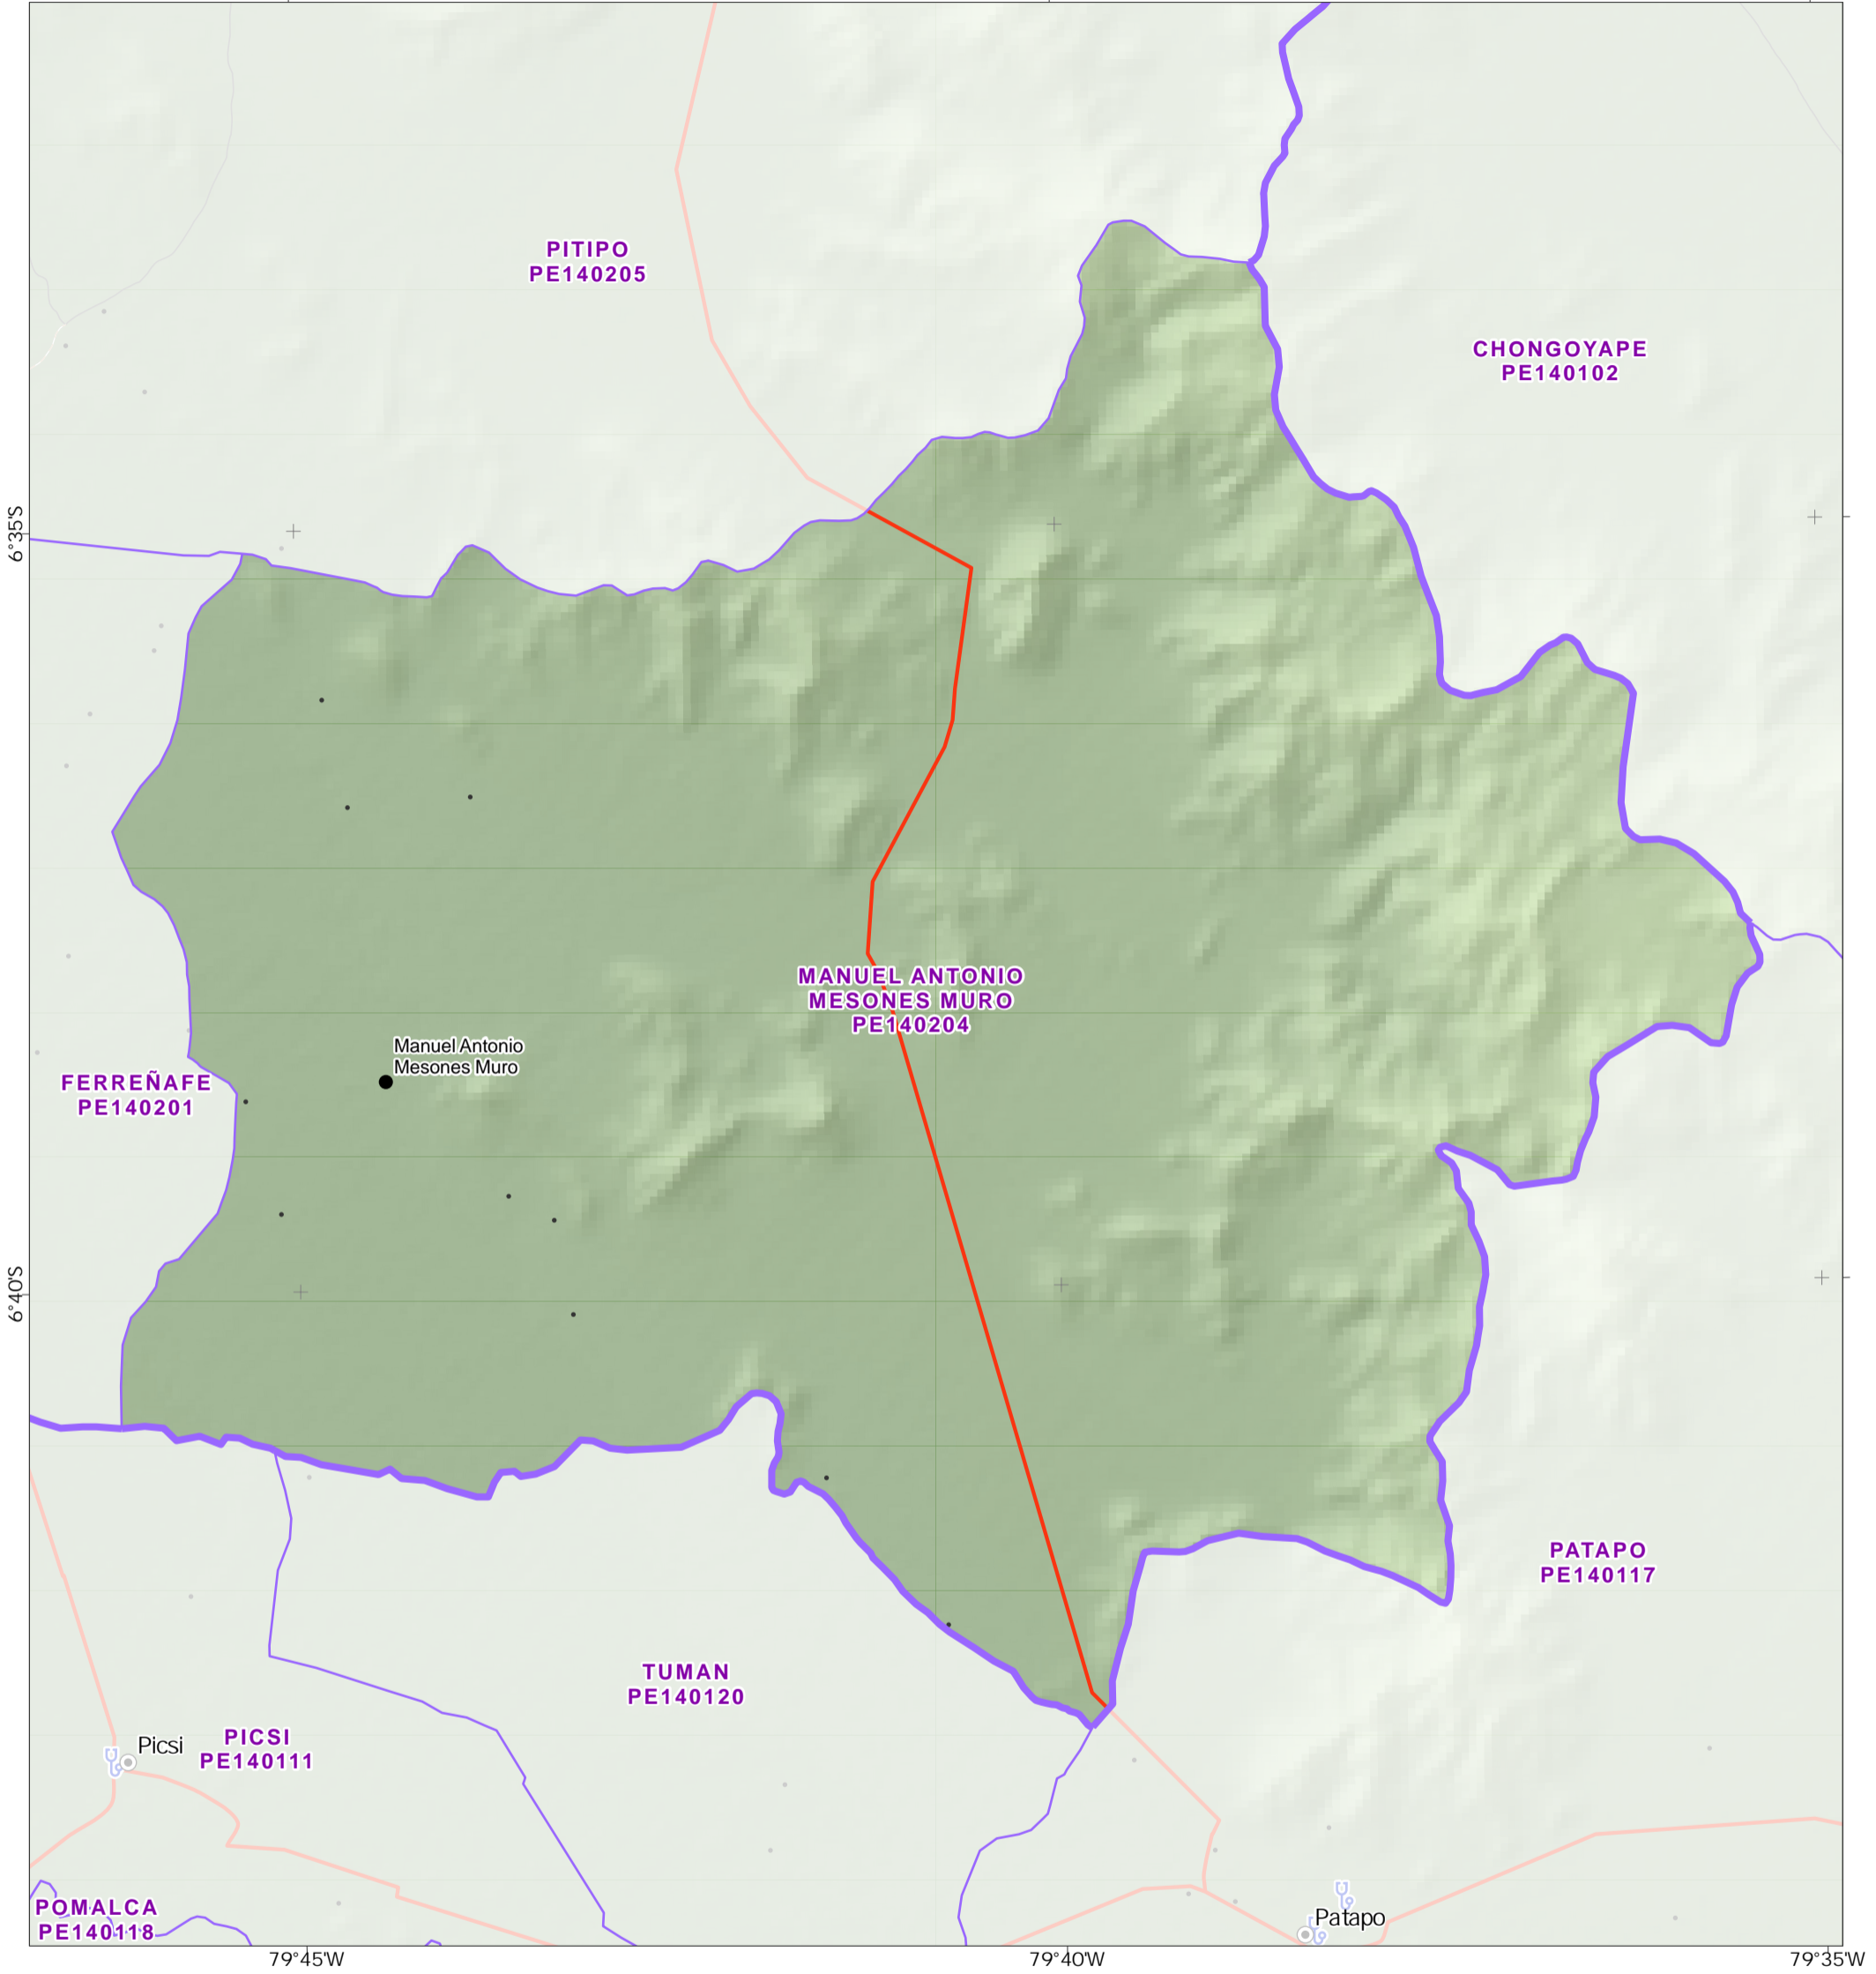 PITIPO
PE140205
CHONGOYAPE
PE140102
6°35'S
MANUEL ANTONIO
MESONES MURO
PE140204
Manuel Antonio
Mesones Muro
FERREÑAFE
PE140201
6°40'S
PATAPO
PE140117
TUMAN
PE140120
PICSI
PE140111
Picsi
POMALCA
PE140118
Patapo
79°45'W
79°40'W
79°35'W